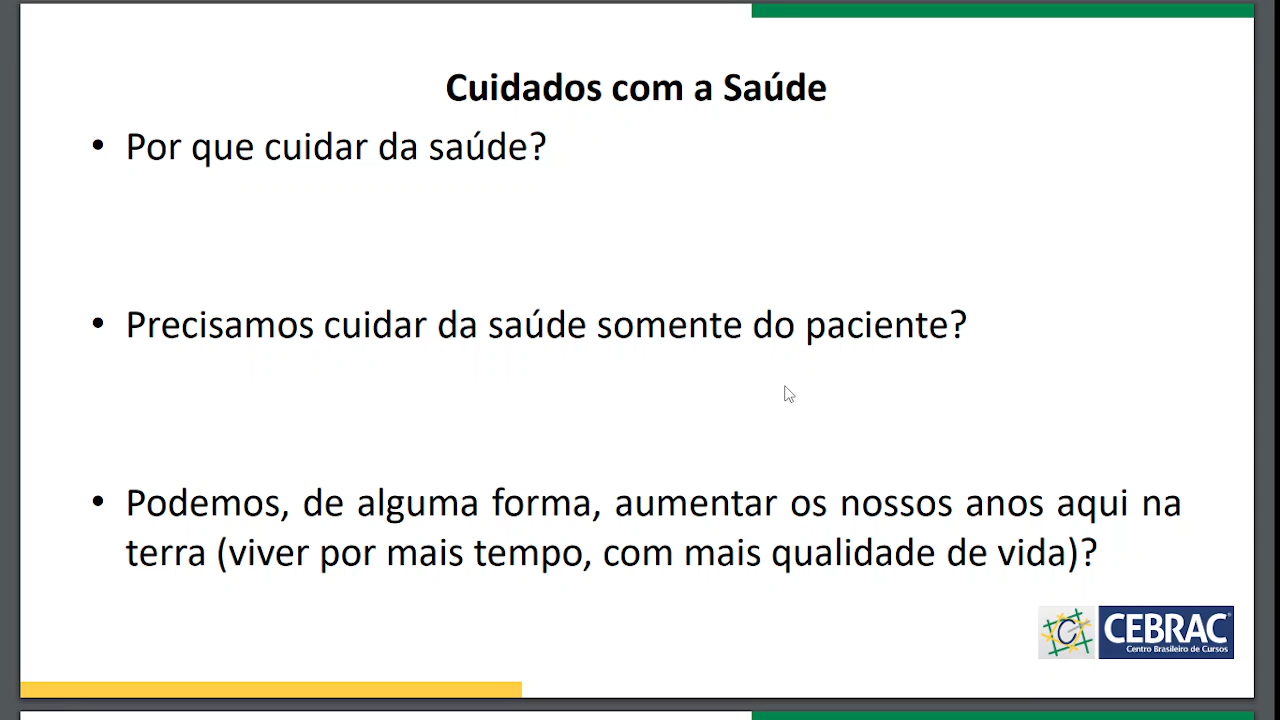 Cuidados com a Saúde
• Por que cuidar da saúde?
• Precisamos cuidar da saúde somente do paciente?
• Podemos, de alguma forma, aumentar os nossos anos aqui na
terra (viver por mais tempo, com mais qualidade de vida)?
C CEBRAC®
Centro Brasileiro de Cursos